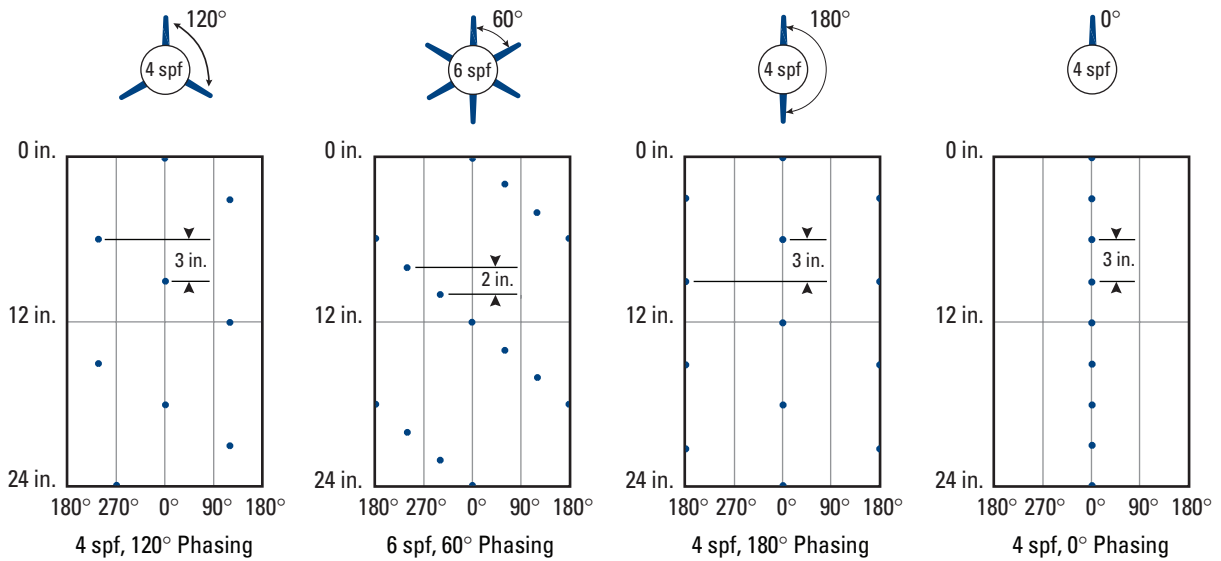 120° 60° 180° 0°
4 spf 6 spf 4 spf 4 spf
0 in. 0 in. 0 in. 0 in.
3 in. 2 in. 3 in. 3 in.
12 in. 12 in. 12 in. 12 in.
24 in. 24 in. 24 in. 24 in.
180° 270° 0° 90° 180° 180° 270° 0° 90° 180° 180° 270° 0° 90° 180° 180° 270° 0° 90° 180°
4 spf, 120° Phasing 6 spf, 60° Phasing 4 spf, 180° Phasing 4 spf, 0° Phasing